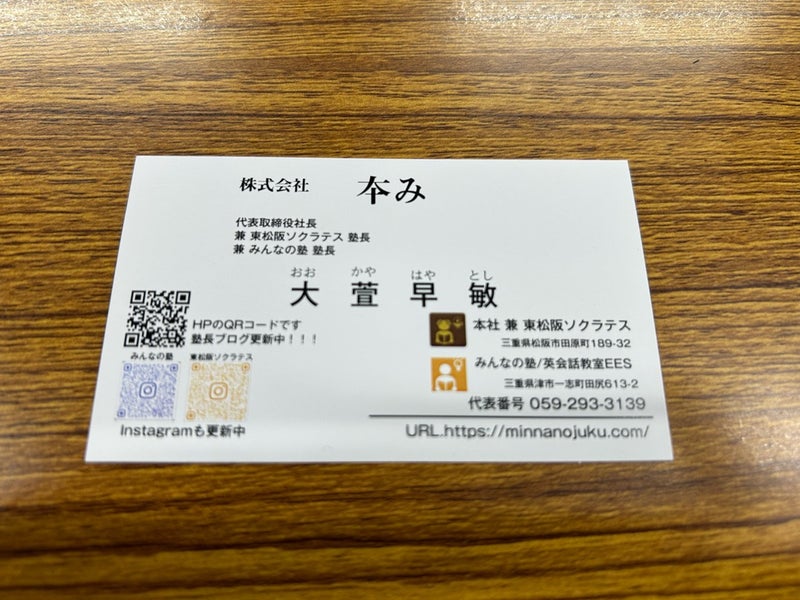 株式会社 夲み
代表取締役社長
兼 東松阪ソクラテス 塾長
兼 みんなの塾 塾長
おお かや はや とし
大 萱 早 敏
HPのQRコードです
塾長ブログ更新中！！！
みんなの塾 東松阪ソクラテス
Instagramも更新中
本社 兼 東松阪ソクラテス
三重県松阪市田原町189-32
みんなの塾/英会話教室EES
三重県津市一志町田尻613-2
代表番号 059-293-3139
URL.https://minnanojuku.com/